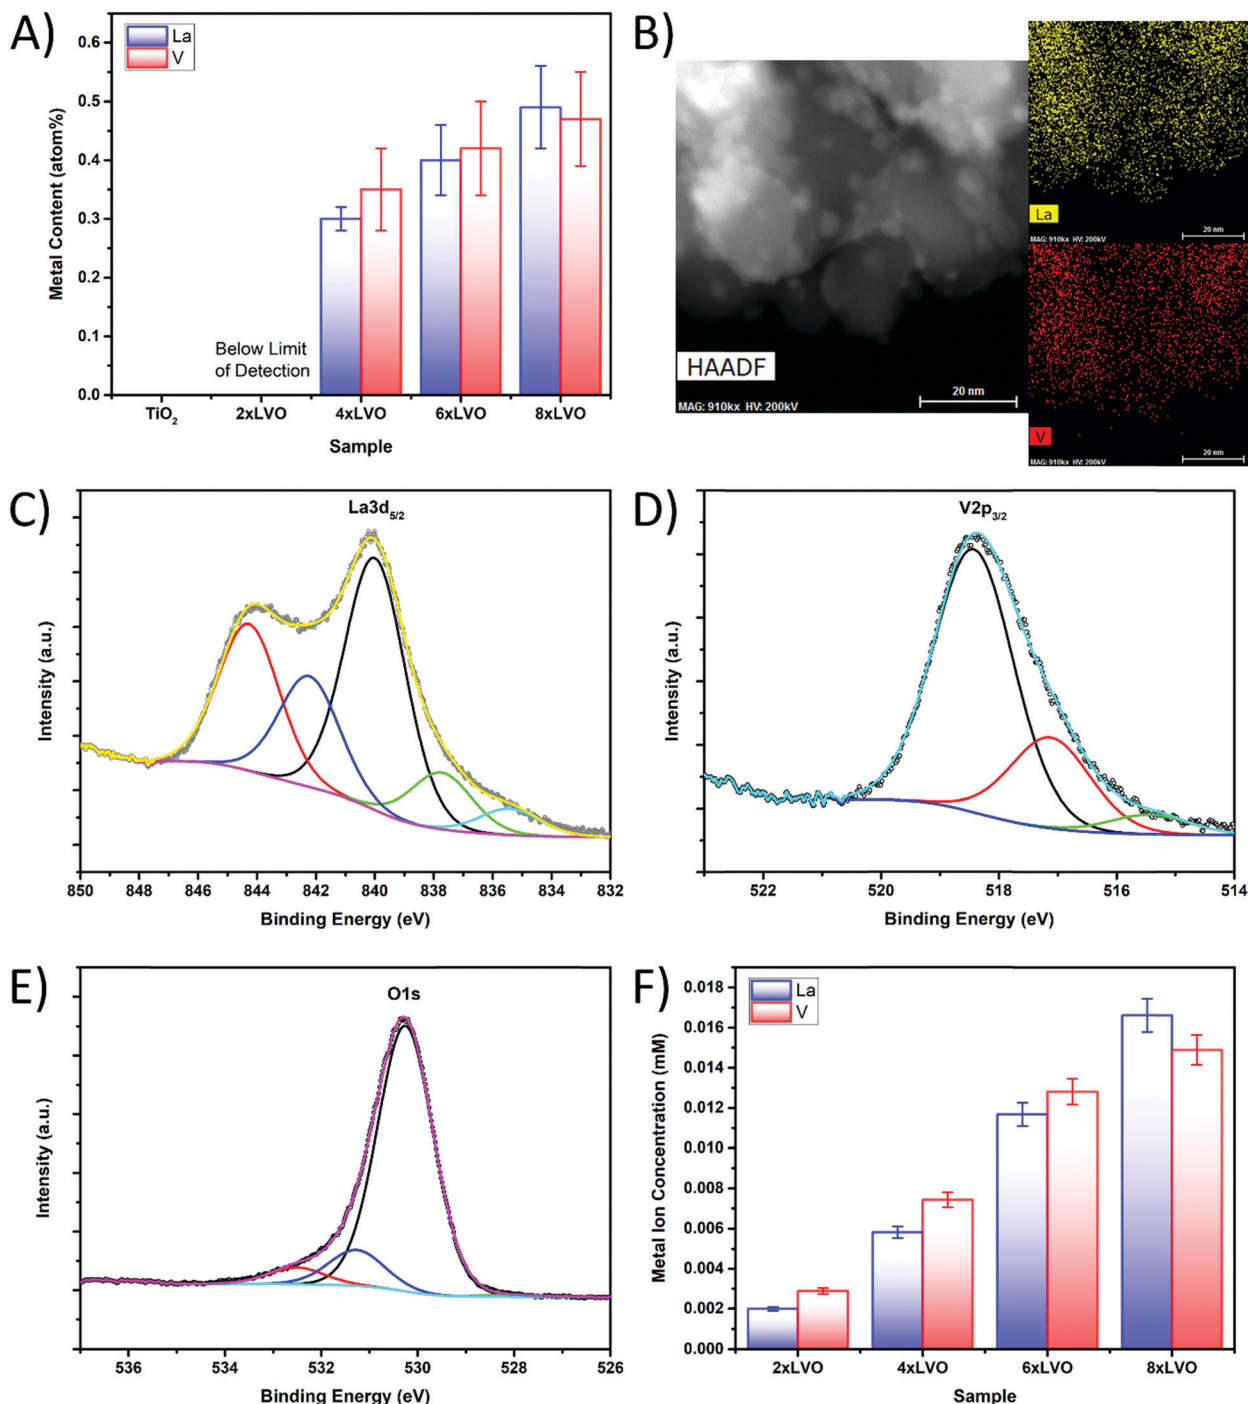 A)
La
V
Metal Content (atom%)
0.6
0.5
0.4
0.3
0.2
0.1
0.0
Below Limit
of Detection
TiO2
2xLVO
4xLVO
6xLVO
8xLVO
Sample
B)
HAADF
MAG: 910kx HV: 200kV
20 nm
La
MAG: 910kx HV: 200kV
20 nm
V
MAG: 910kx HV: 200kV
20 nm
C)
La3d5/2
Intensity (a.u.)
850 848 846 844 842 840 838 836 834 832
Binding Energy (eV)
D)
V2p3/2
Intensity (a.u.)
522 520 518 516 514
Binding Energy (eV)
E)
O1s
Intensity (a.u.)
536 534 532 530 528 526
Binding Energy (eV)
F)
La
V
Metal Ion Concentration (mM)
0.018
0.016
0.014
0.012
0.010
0.008
0.006
0.004
0.002
0.000
2xLVO 4xLVO 6xLVO 8xLVO
Sample